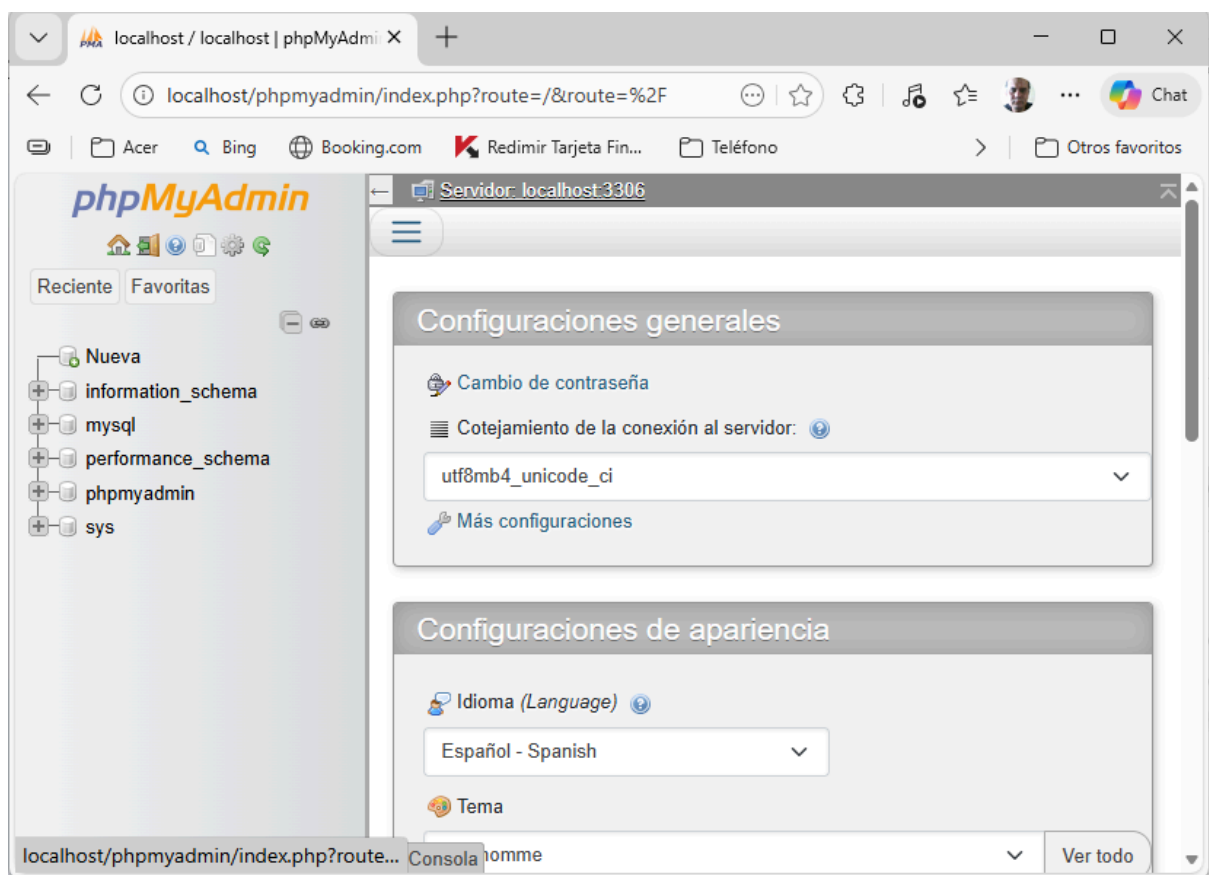 localhost / localhost | phpMyAdmi
localhost/phpmyadmin/index.php?route=/&route=%2F
Chat
Acer Bing Booking.com Redimir Tarjeta Fin... Teléfono Otros favoritos
phpMyAdmin
Reciente Favoritas
Nueva
information_schema
mysql
performance_schema
phpmyadmin
sys
Servidor: localhost:3306
Configuraciones generales
Cambio de contraseña
Cotejamiento de la conexión al servidor:
utf8mb4_unicode_ci
Más configuraciones
Configuraciones de apariencia
Idioma (Language)
Español - Spanish
Tema
homme Ver todo
localhost/phpmyadmin/index.php?route... Consola